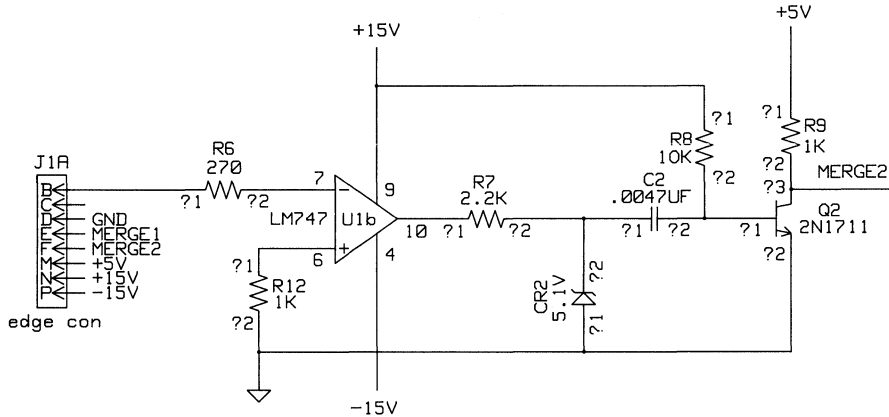 +5V
+15V
?1
R9
1K
?2
?1
R8
10K
?2
R6
270
?1
?2
J1A
B
C
D GND
E MERGE1
F MERGE2
M +5V
N +15V
P -15V
edge con
7
-
9
LM747
U1b
+
6
4
10
?1
R12
1K
?2
R7
2.2K
?1
?2
C2
.0047UF
?1
?2
MERGE2
?3
Q2
2N1711
?1
?2
CR2
5.1V
?2
?1
-15V